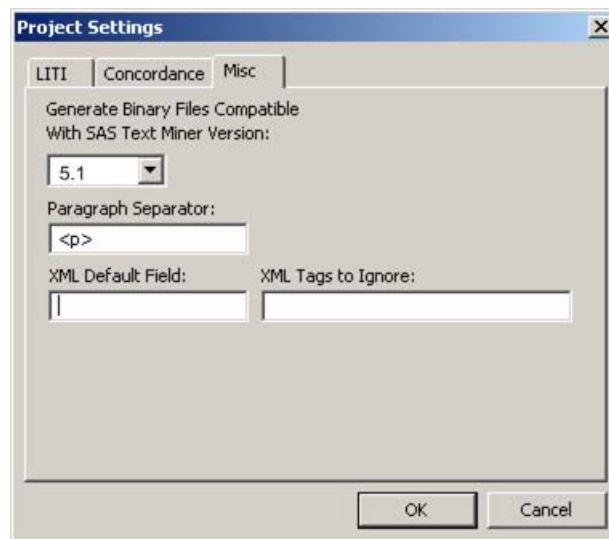 Project Settings
LITI Concordance Misc
Generate Binary Files Compatible
With SAS Text Miner Version:
5.1
Paragraph Separator:
<p>
XML Default Field: XML Tags to Ignore:
OK Cancel